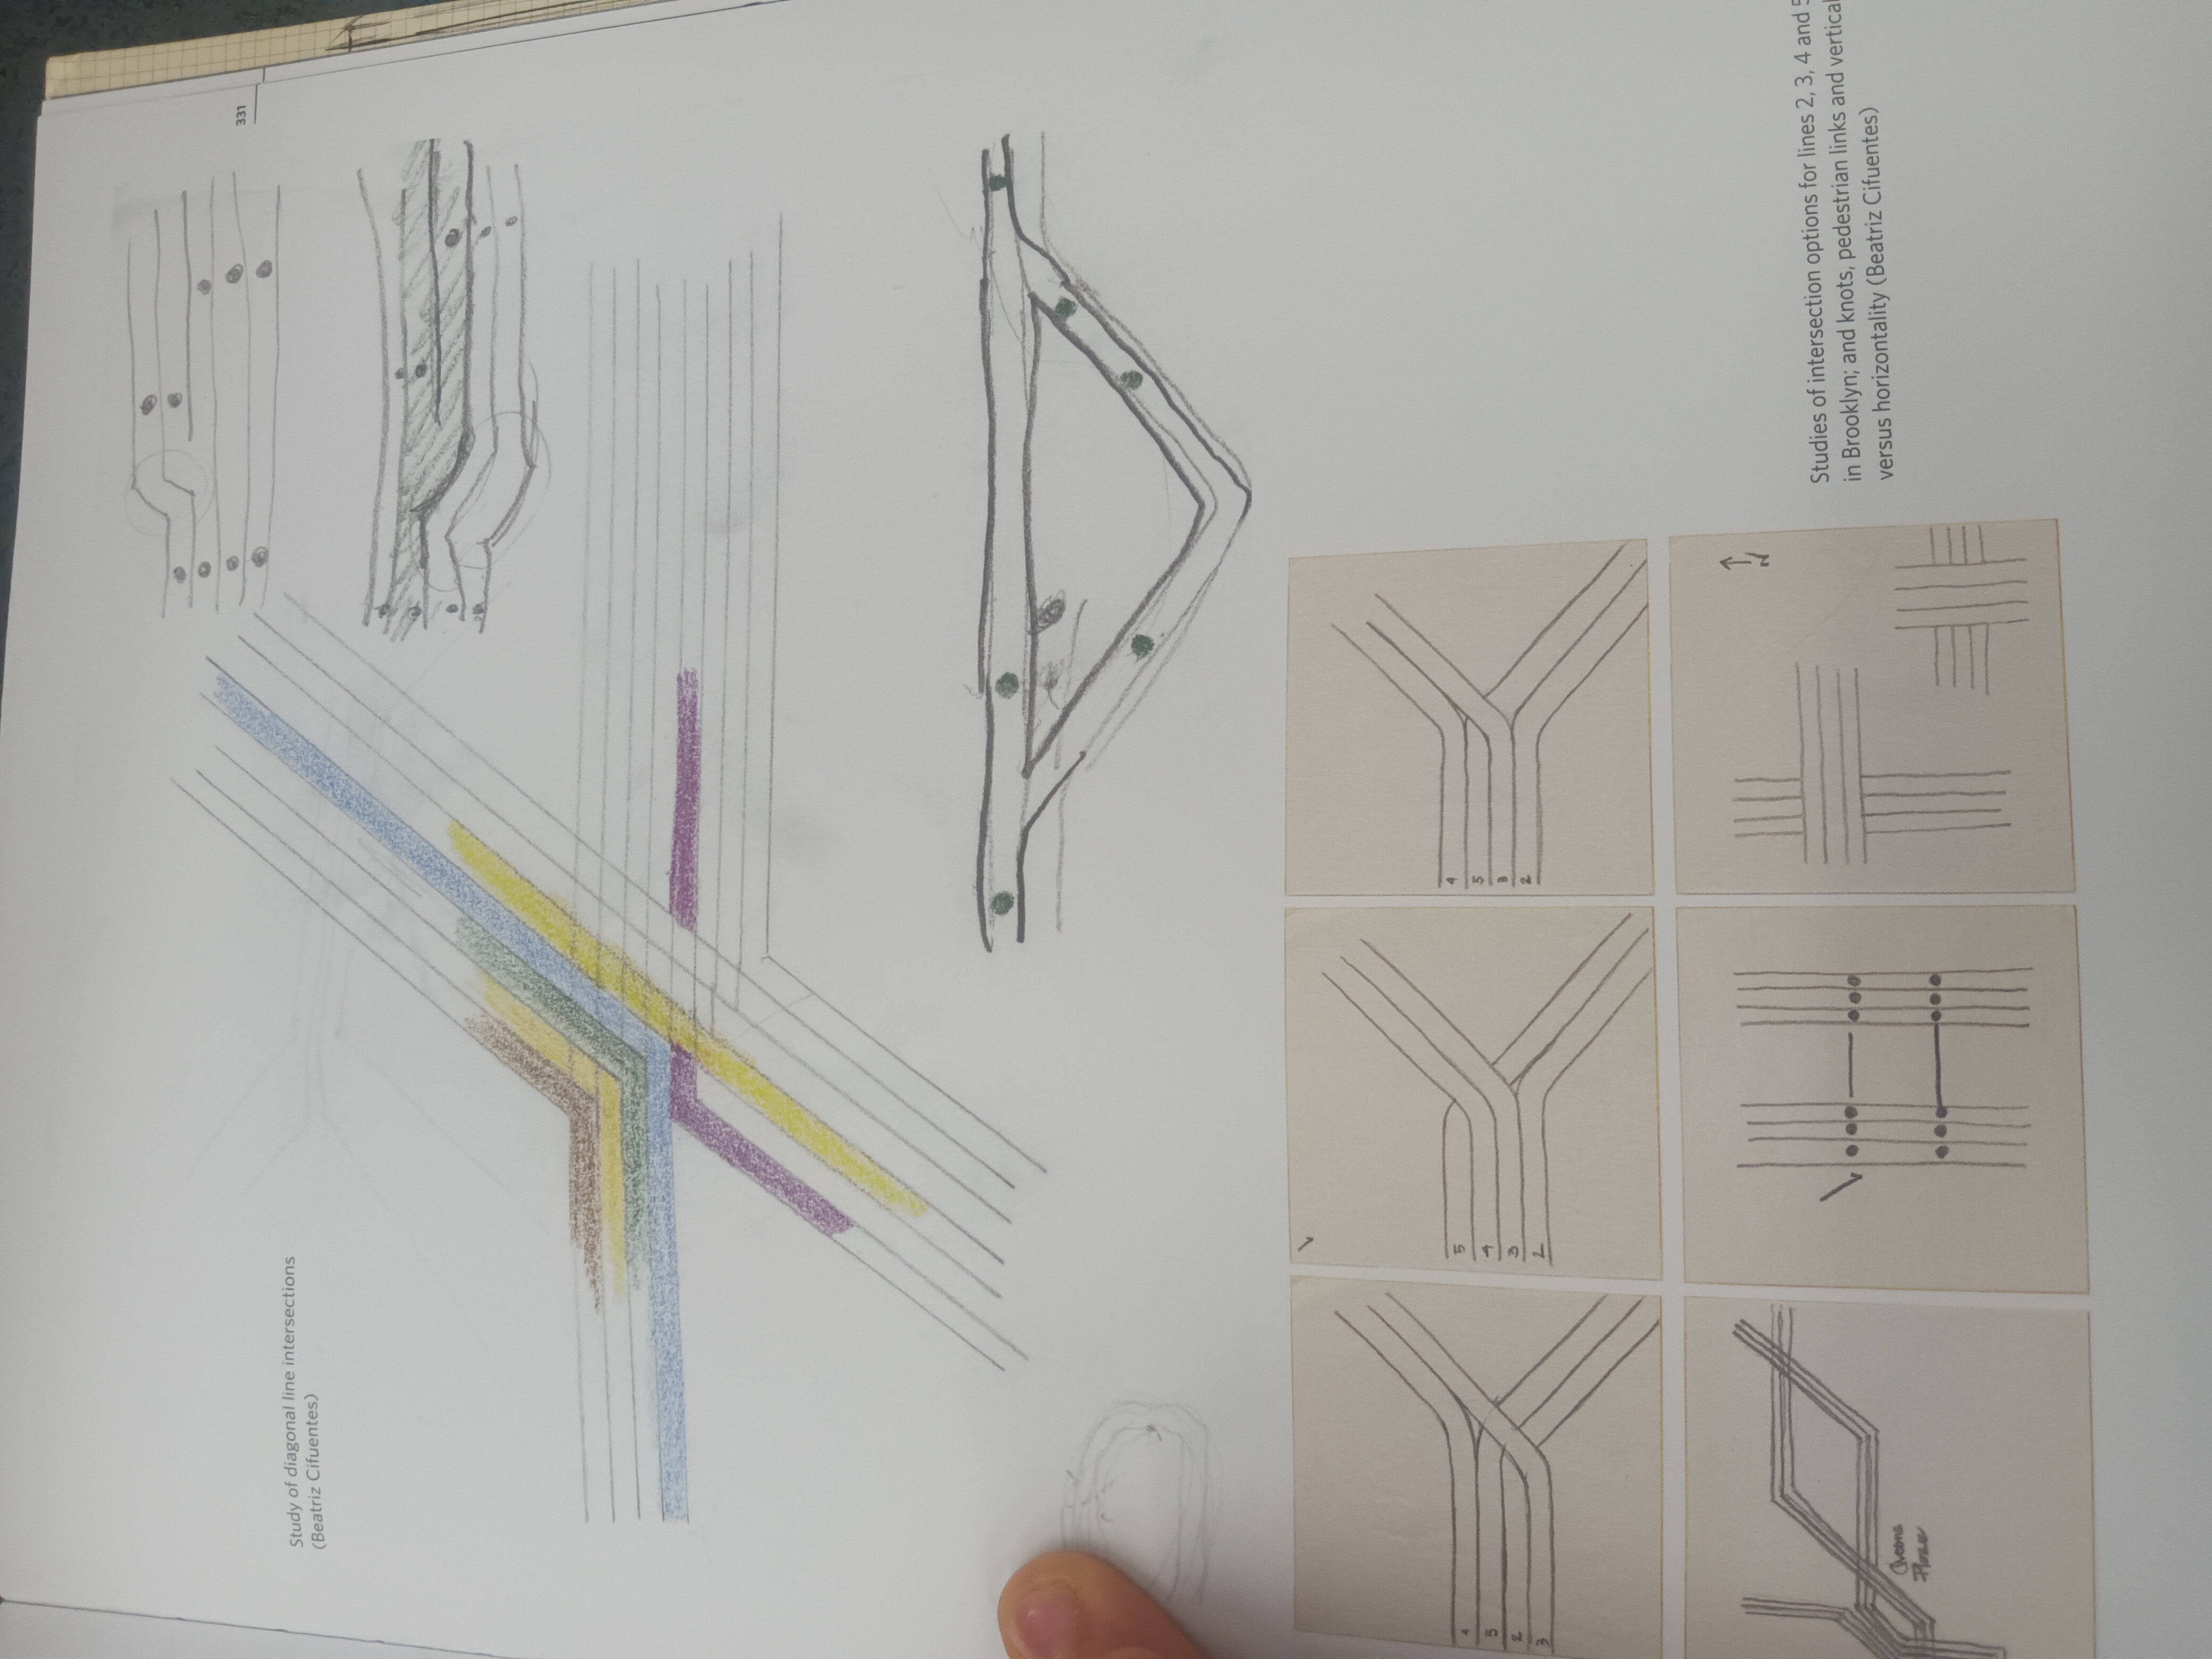 331
Study of diagonal line intersections
(Beatriz Cifuentes)
4
5
2
3
5
4
3
2
4
5
3
2
N
Studies of intersection options for lines 2, 3, 4 and 5
in Brooklyn; and knots, pedestrian links and vertical
versus horizontality (Beatriz Cifuentes)